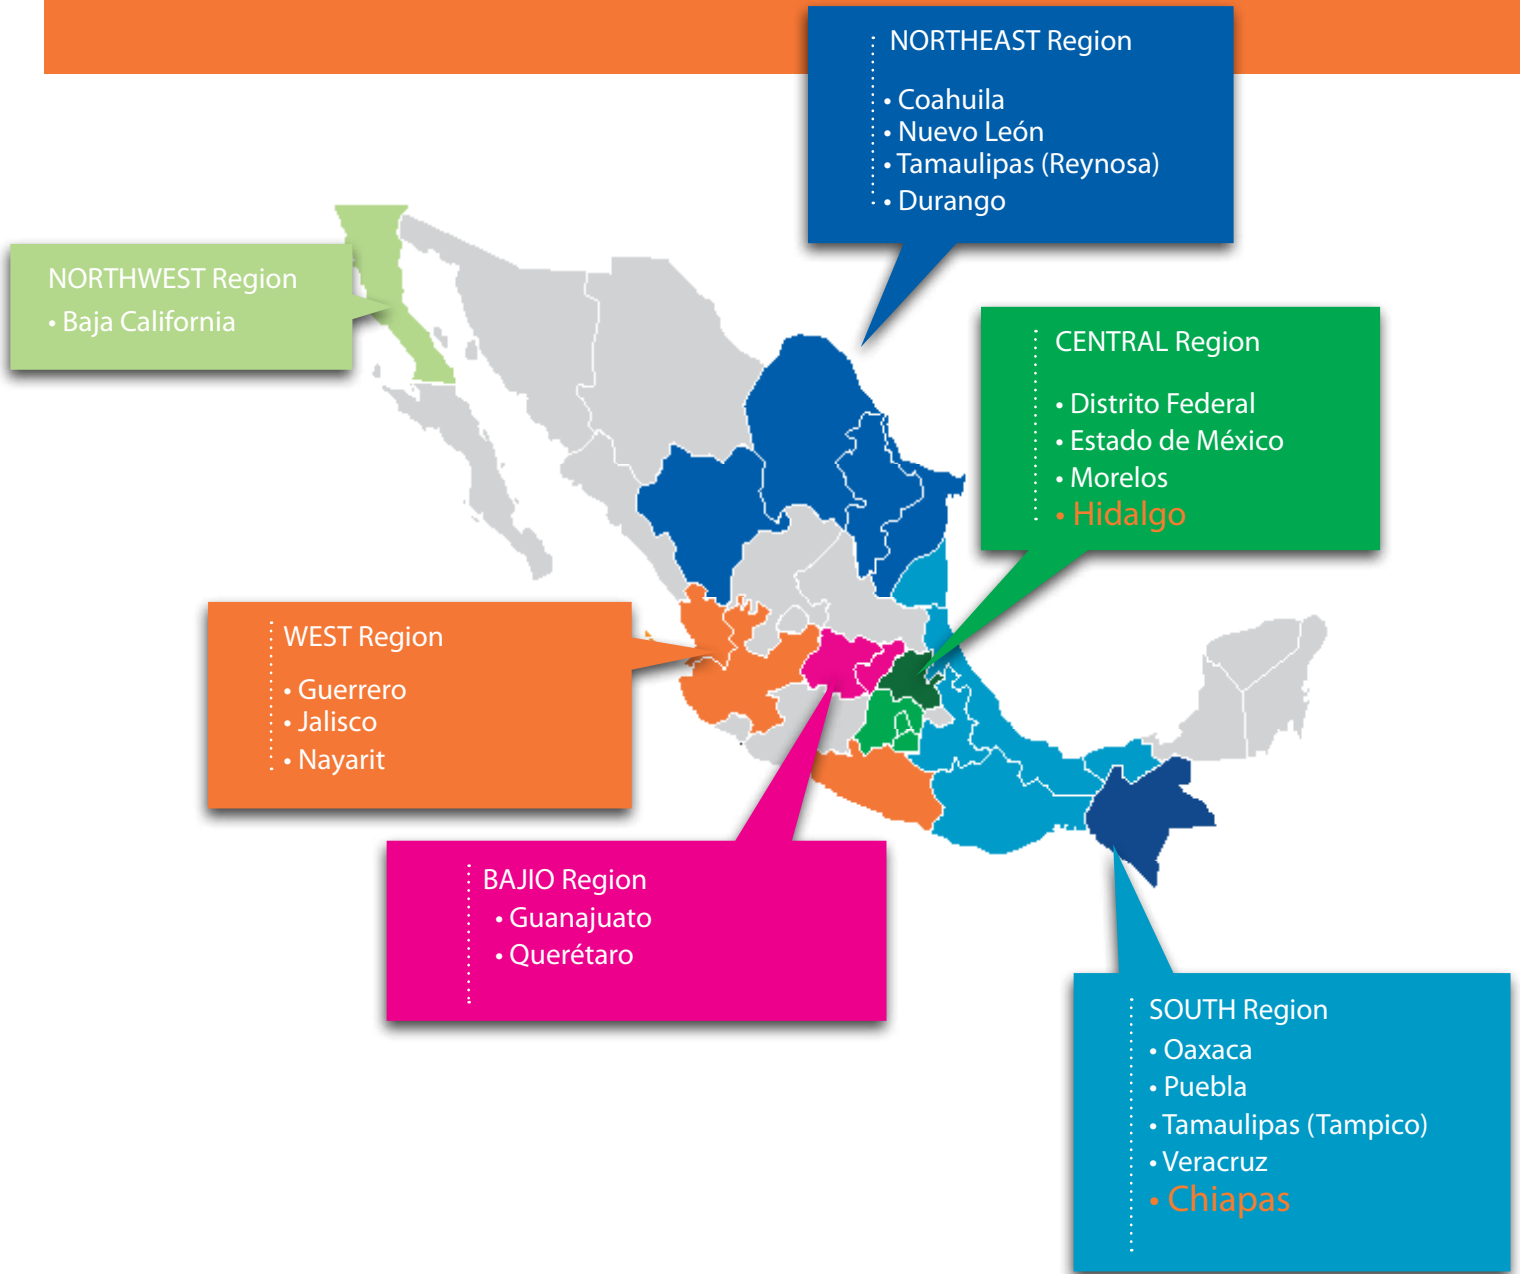 NORTHEAST Region
• Coahuila
• Nuevo León
• Tamaulipas (Reynosa)
• Durango
NORTHWEST Region
• Baja California
CENTRAL Region
• Distrito Federal
• Estado de México
• Morelos
• Hidalgo
WEST Region
• Guerrero
• Jalisco
• Nayarit
BAJIO Region
• Guanajuato
• Querétaro
SOUTH Region
• Oaxaca
• Puebla
• Tamaulipas (Tampico)
• Veracruz
• Chiapas